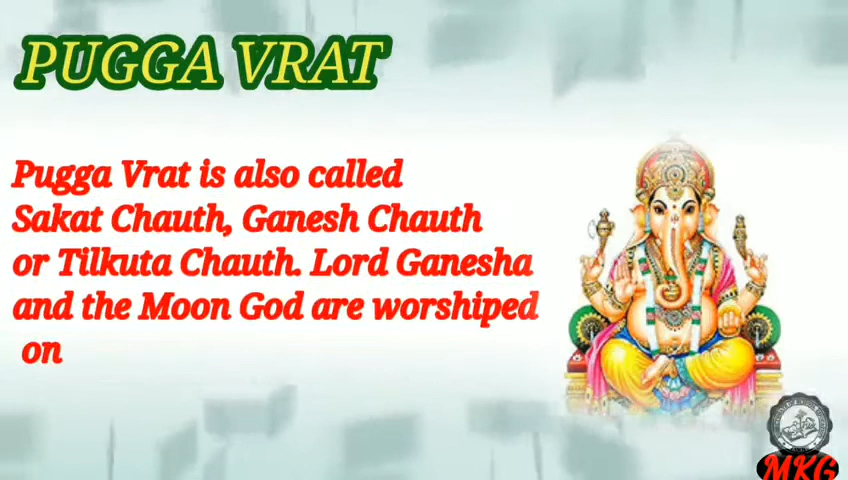 PUGGA VRAT
Pugga Vrat is also called
Sakat Chauth, Ganesh Chauth
or Tilkuta Chauth. Lord Ganesha
and the Moon God are worshiped
on
MKG